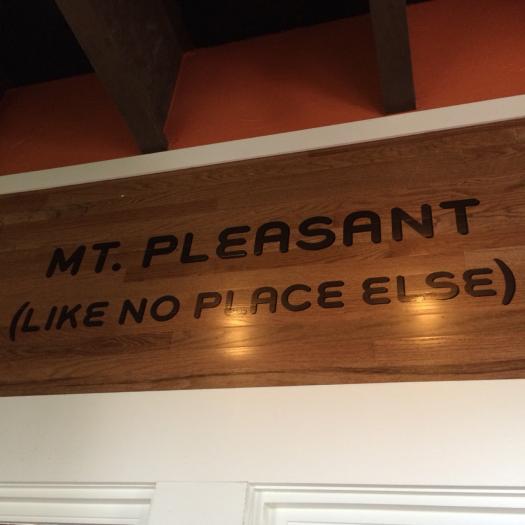 MT. PLEASANT
(LIKE NO PLACE ELSE)